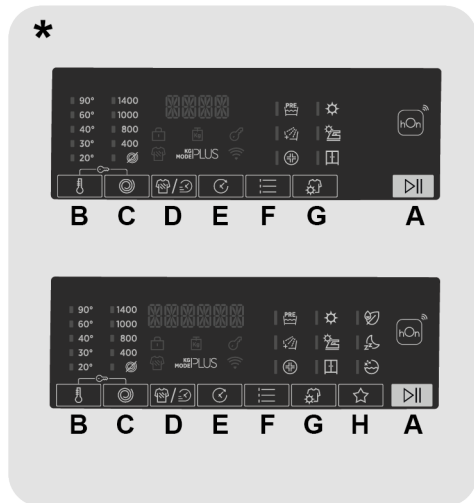 *
90° 1400
60° 1000
PRE
40° 800
30° 400
hOn
20°
KG
MODE PLUS
B C D E F G A
90° 1400
60° 1000
PRE
40° 800
30° 400
hOn
20°
KG
MODE PLUS
B C D E F G H A